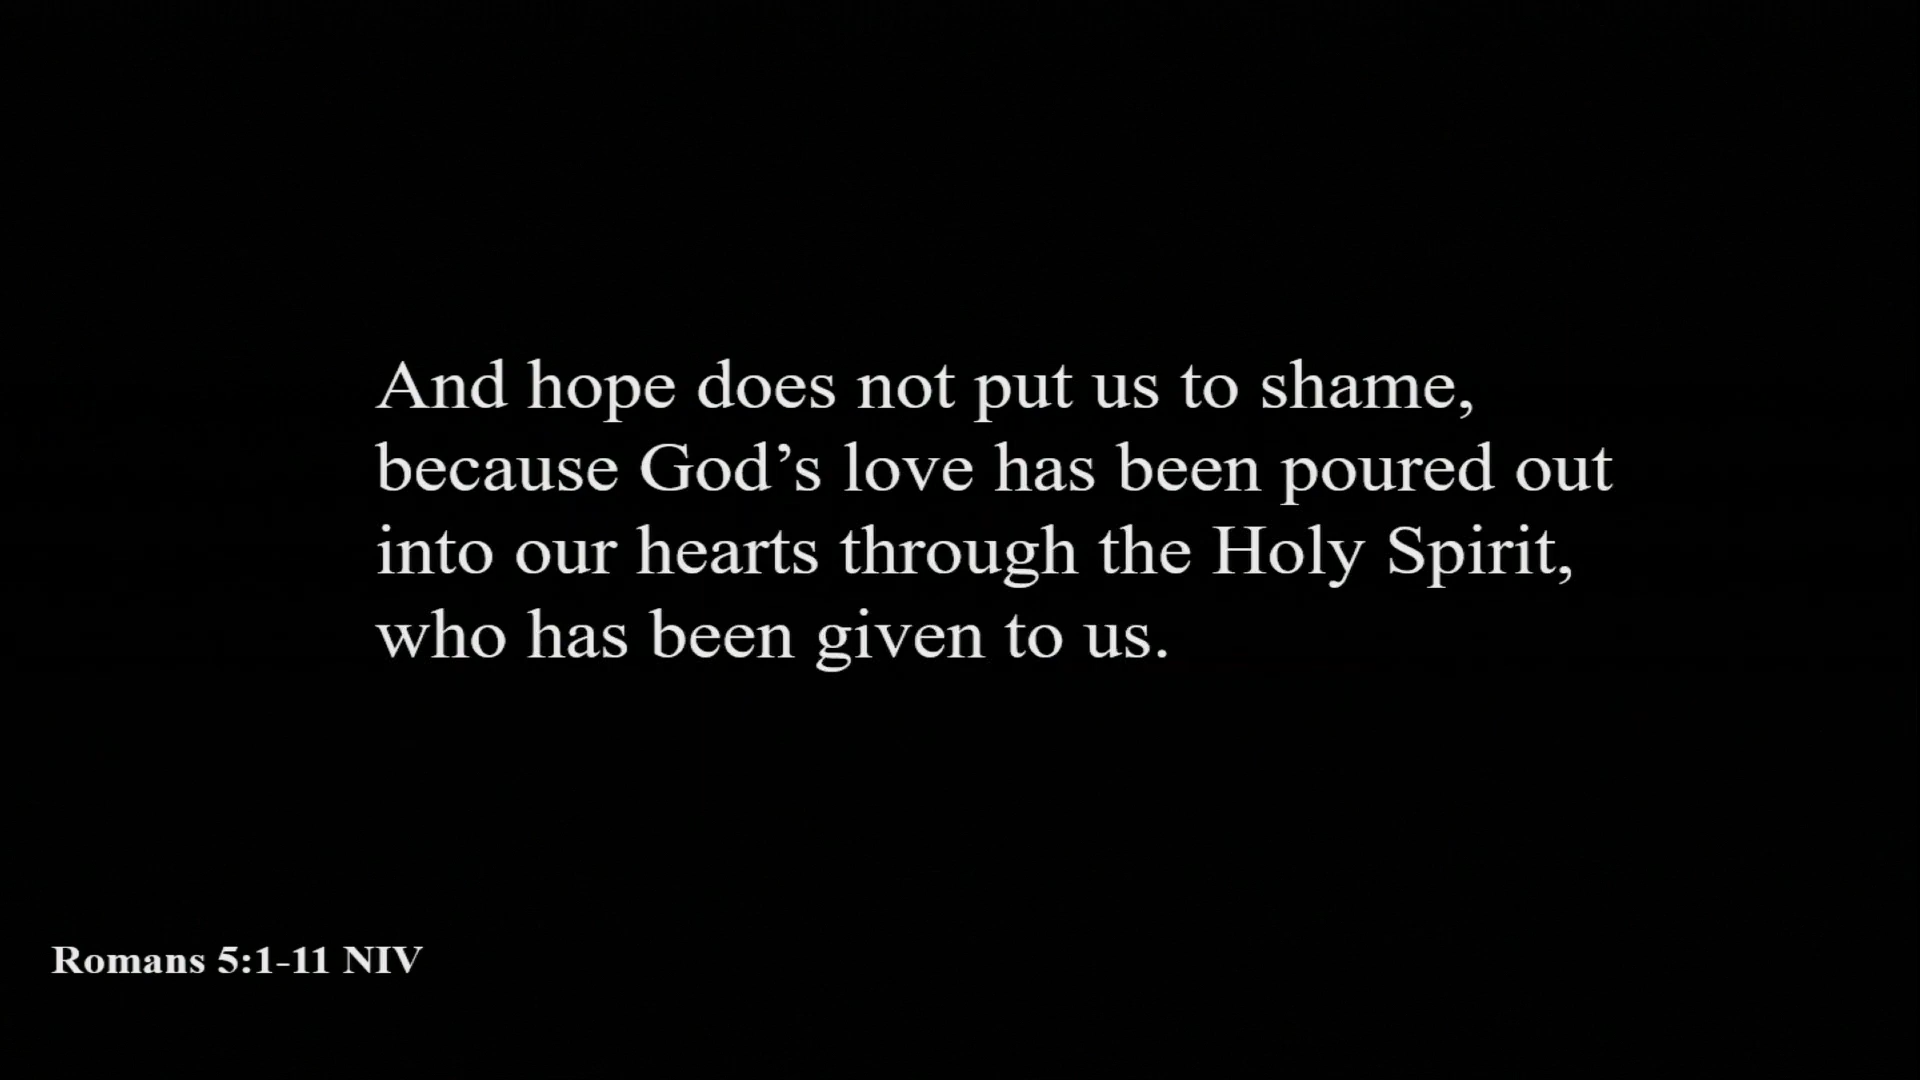 And hope does not put us to shame,
because God’s love has been poured out
into our hearts through the Holy Spirit,
who has been given to us.
Romans 5:1-11 NIV